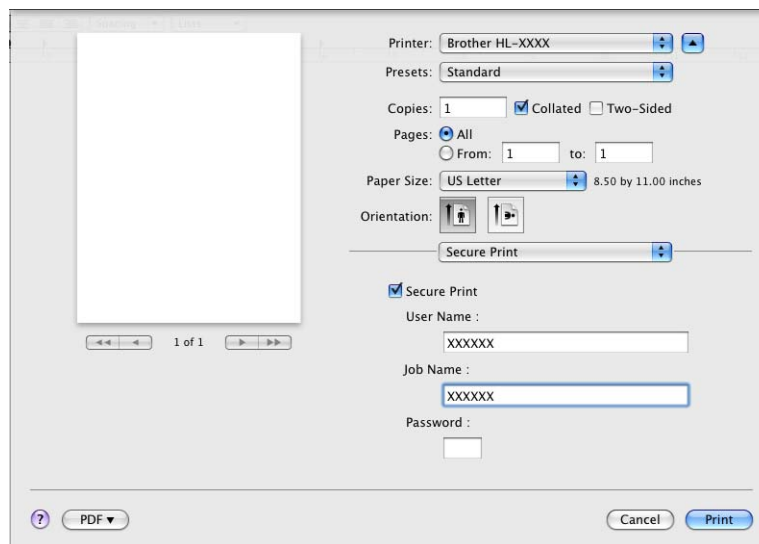 Printer: Brother HL-XXXX
Presets: Standard
Copies: 1 Collated Two-Sided
Pages: All
From: 1 to: 1
Paper Size: US Letter 8.50 by 11.00 inches
Orientation:
Secure Print
Secure Print
User Name :
XXXXXX
1 of 1
Job Name :
XXXXXX
Password :
? PDF Cancel Print